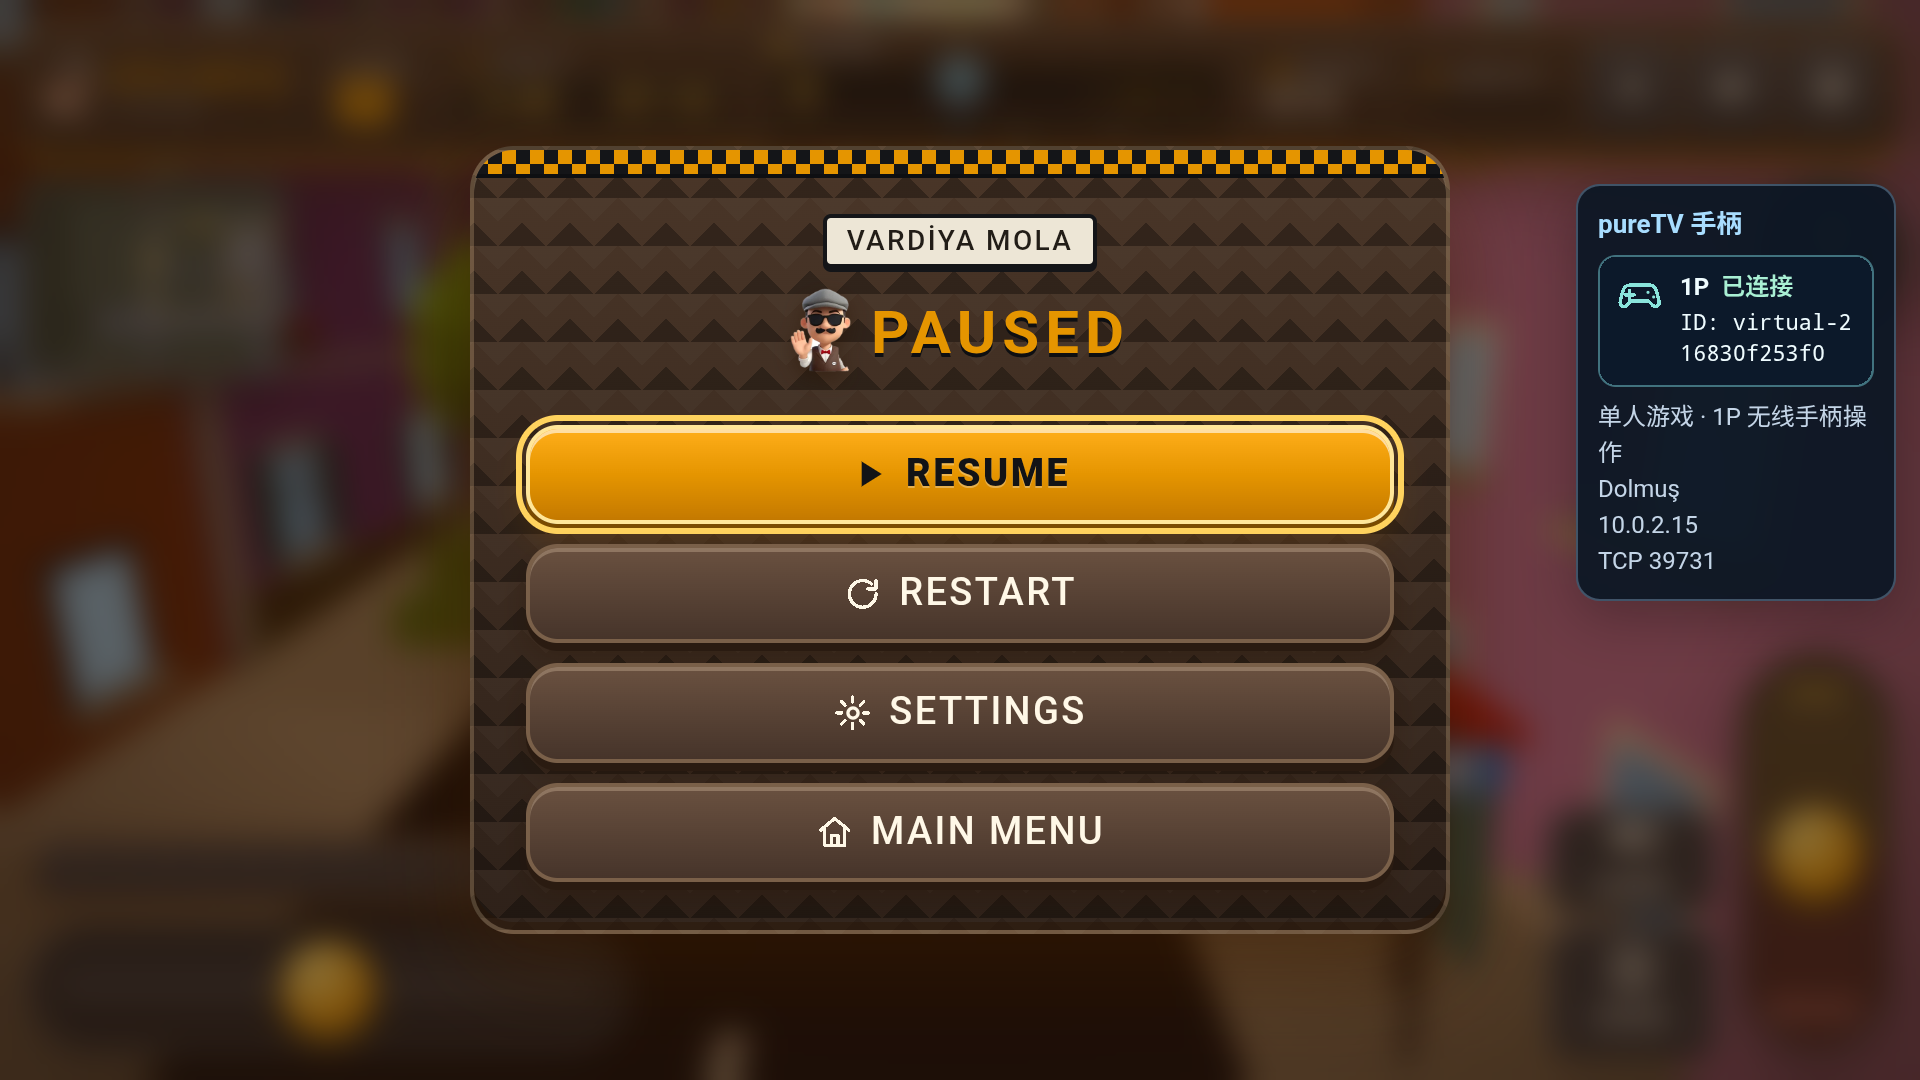 VARDİYA MOLA
PAUSED
RESUME
RESTART
SETTINGS
MAIN MENU
pureTV 手柄
1P 已连接
ID: virtual-2
16830f253f0
单人游戏 · 1P 无线手柄操
作
Dolmuş
10.0.2.15
TCP 39731